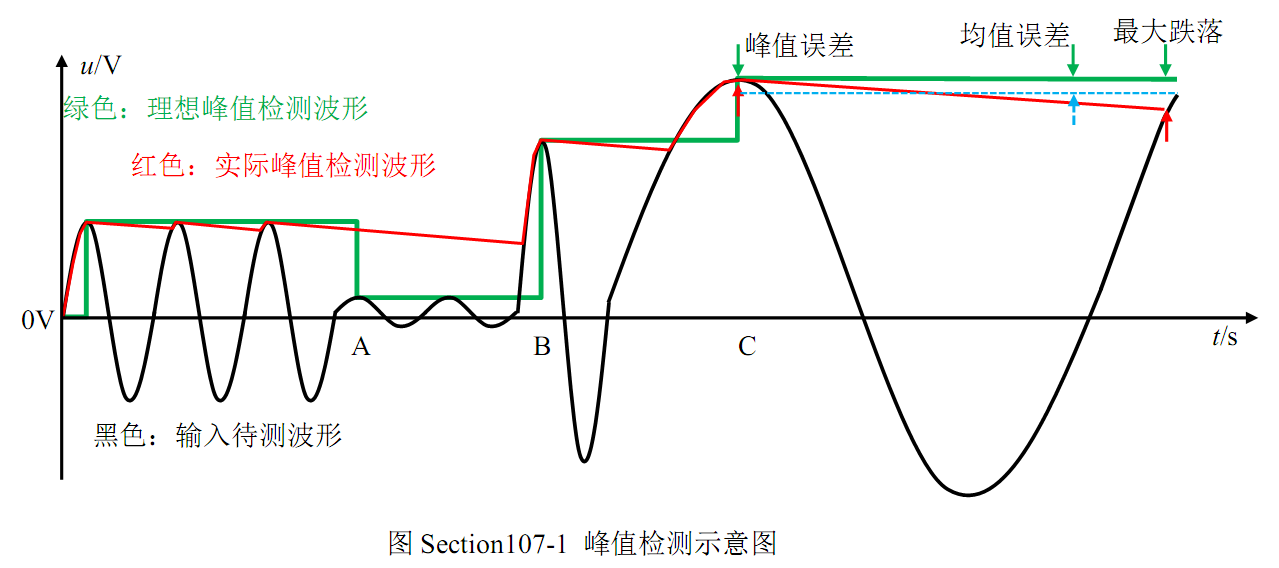 峰值误差
均值误差
最大跌落
u/V
绿色：理想峰值检测波形
红色：实际峰值检测波形
0V
A
B
C
t/s
黑色：输入待测波形
图 Section107-1 峰值检测示意图